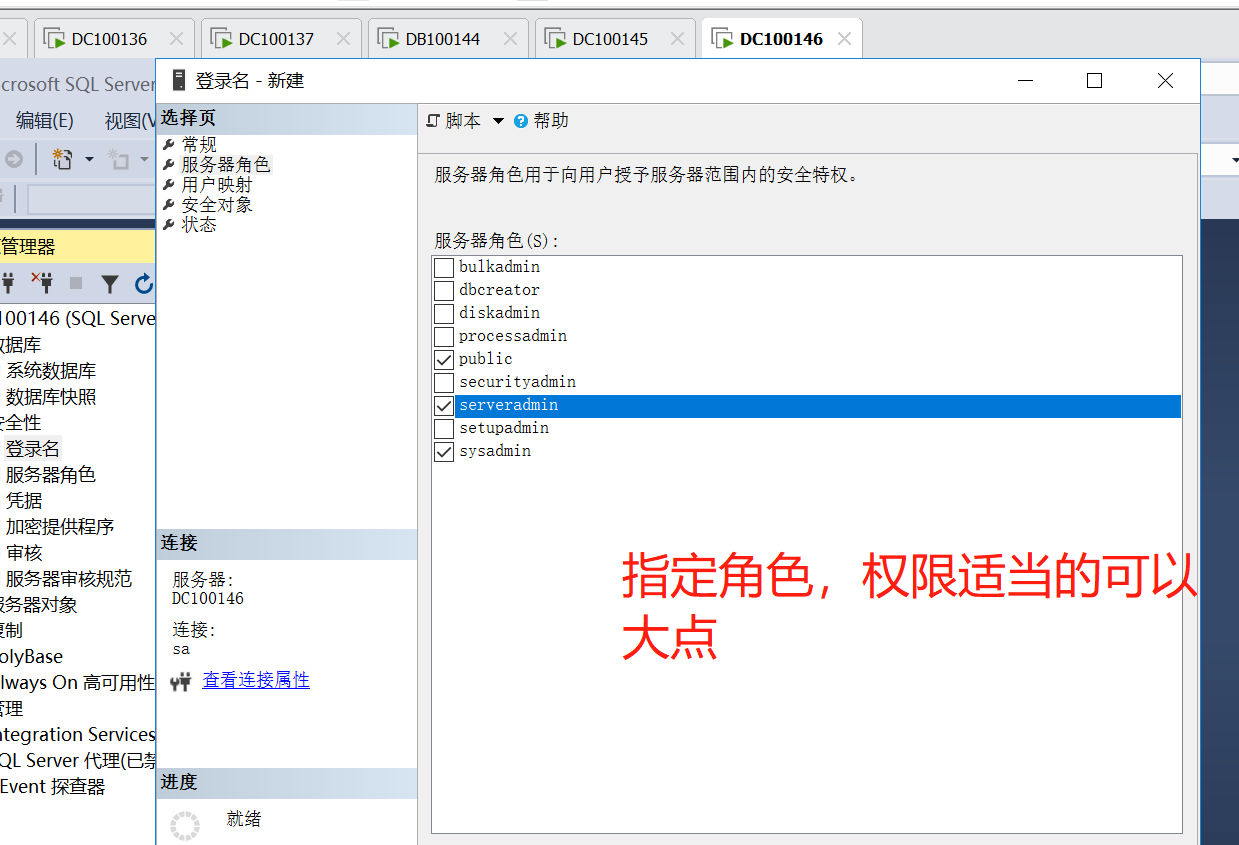 DC100136
DC100137
DB100144
DC100145
DC100146
crosoft SQL Server
登录名 - 新建
编辑(E)
视图(V
选择页
常规
服务器角色
用户映射
安全对象
状态
脚本
帮助
服务器角色用于向用户授予服务器范围内的安全特权。
服务器角色(S):
bulkadmin
dbcreator
diskadmin
processadmin
public
securityadmin
serveradmin
setupadmin
sysadmin
指定角色，权限适当的可以
大点
管理器
100146 (SQL Serve
数据库
系统数据库
数据库快照
安全性
登录名
服务器角色
凭据
加密提供程序
审核
服务器审核规范
服务器对象
复制
olyBase
lways On 高可用性
管理
ntegration Services
QL Server 代理(已禁
Event 探查器
连接
服务器:
DC100146
连接:
sa
查看连接属性
进度
就绪